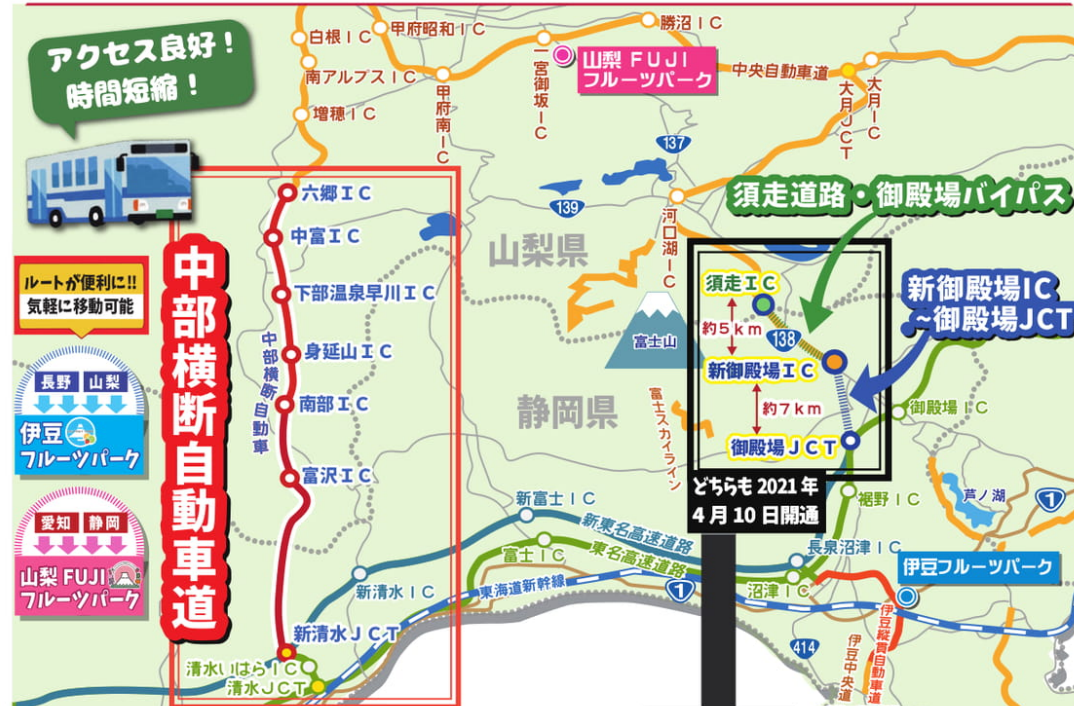 アクセス良好！
時間短縮！
白根IC
甲府昭和IC
南アルプスIC
増穂IC
甲府南IC
一宮御坂IC
勝沼IC
山梨 FUJI
フルーツパーク
中央自動車道
大月JCT
大月IC
137
139
河口湖IC
山梨県
静岡県
富士山
富士スカイライン
須走道路・御殿場バイパス
新御殿場IC
~御殿場JCT
須走IC
約5km
138
新御殿場IC
約7km
御殿場JCT
どちらも 2021 年
4 月 10 日開通
御殿場IC
裾野IC
芦ノ湖
1
長泉沼津IC
沼津IC
伊豆フルーツパーク
伊豆縦貫自動車道
伊豆中央道
414
ルートが便利に!!
気軽に移動可能
長野
山梨
伊豆
フルーツパーク
愛知
静岡
山梨 FUJI
フルーツパーク
中部横断自動車道
六郷IC
中富IC
下部温泉早川IC
身延山IC
中部横断自動車
南部IC
富沢IC
新富士IC
新東名高速道路
富士IC
東名高速道路
新清水IC
東海道新幹線
1
新清水JCT
清水いはらIC
清水JCT